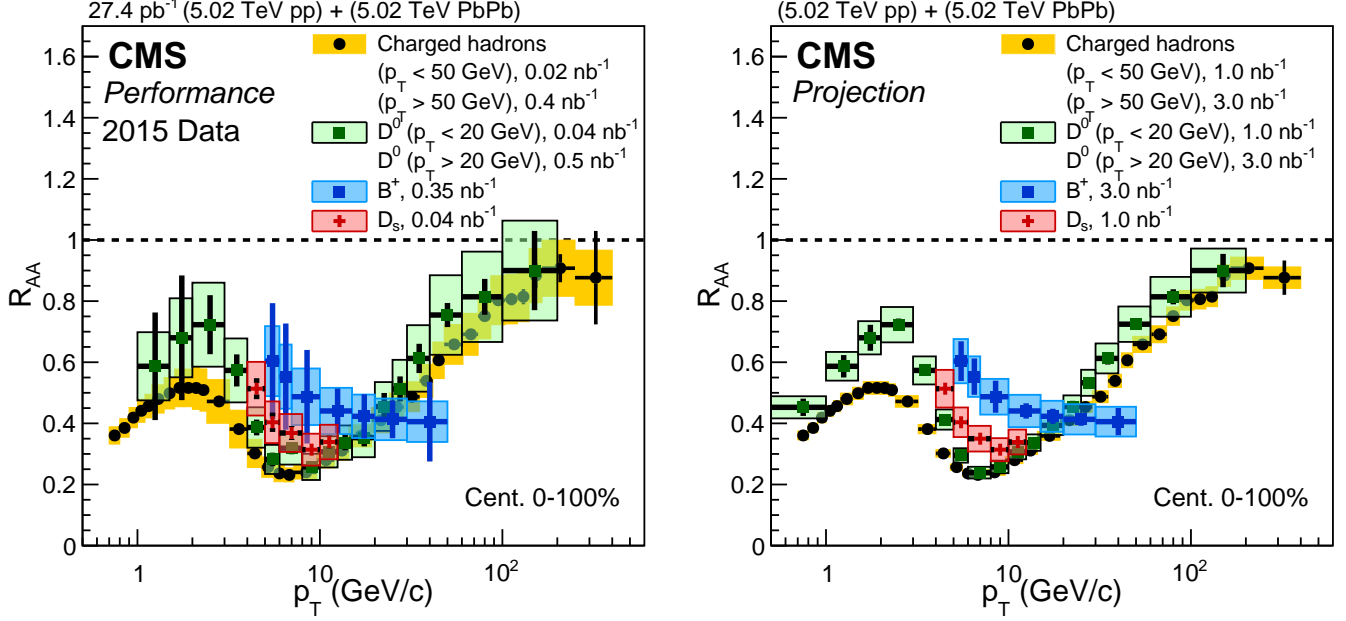 27.4 pb⁻¹ (5.02 TeV pp) + (5.02 TeV PbPb)
CMS
Performance
2015 Data
Charged hadrons
(p_T < 50 GeV), 0.02 nb⁻¹
(p_T > 50 GeV), 0.4 nb⁻¹
D⁰ (p_T < 20 GeV), 0.04 nb⁻¹
D⁰ (p_T > 20 GeV), 0.5 nb⁻¹
B⁺, 0.35 nb⁻¹
D_s, 0.04 nb⁻¹
R_AA
1.6
1.4
1.2
1
0.8
0.6
0.4
0.2
0
Cent. 0-100%
1 10 10²
p_T (GeV/c)
(5.02 TeV pp) + (5.02 TeV PbPb)
CMS
Projection
Charged hadrons
(p_T < 50 GeV), 1.0 nb⁻¹
(p_T > 50 GeV), 3.0 nb⁻¹
D⁰ (p_T < 20 GeV), 1.0 nb⁻¹
D⁰ (p_T > 20 GeV), 3.0 nb⁻¹
B⁺, 3.0 nb⁻¹
D_s, 1.0 nb⁻¹
R_AA
1.6
1.4
1.2
1
0.8
0.6
0.4
0.2
0
Cent. 0-100%
1 10 10²
p_T (GeV/c)